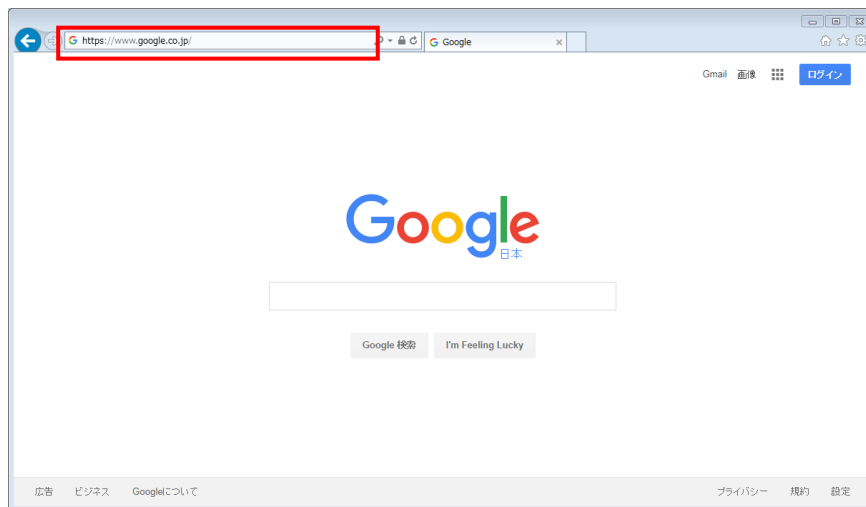 https://www.google.co.jp/
Google
Gmail 画像 ログイン
Google
日本
Google 検索 I'm Feeling Lucky
広告 ビジネス Googleについて プライバシー 規約 設定